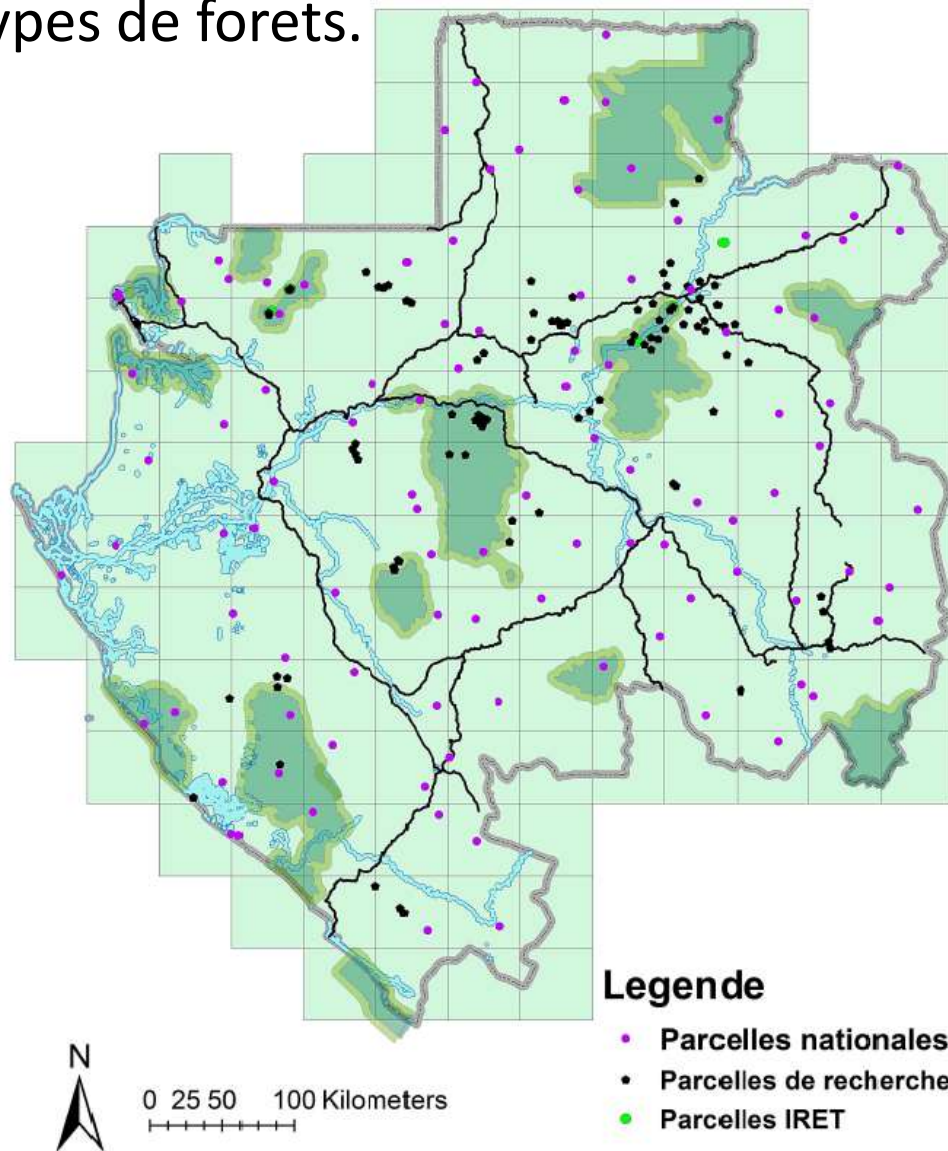 ypes de forets.
Legende
Parcelles nationales
Parcelles de recherche
Parcelles IRET
N
0 25 50 100 Kilometers